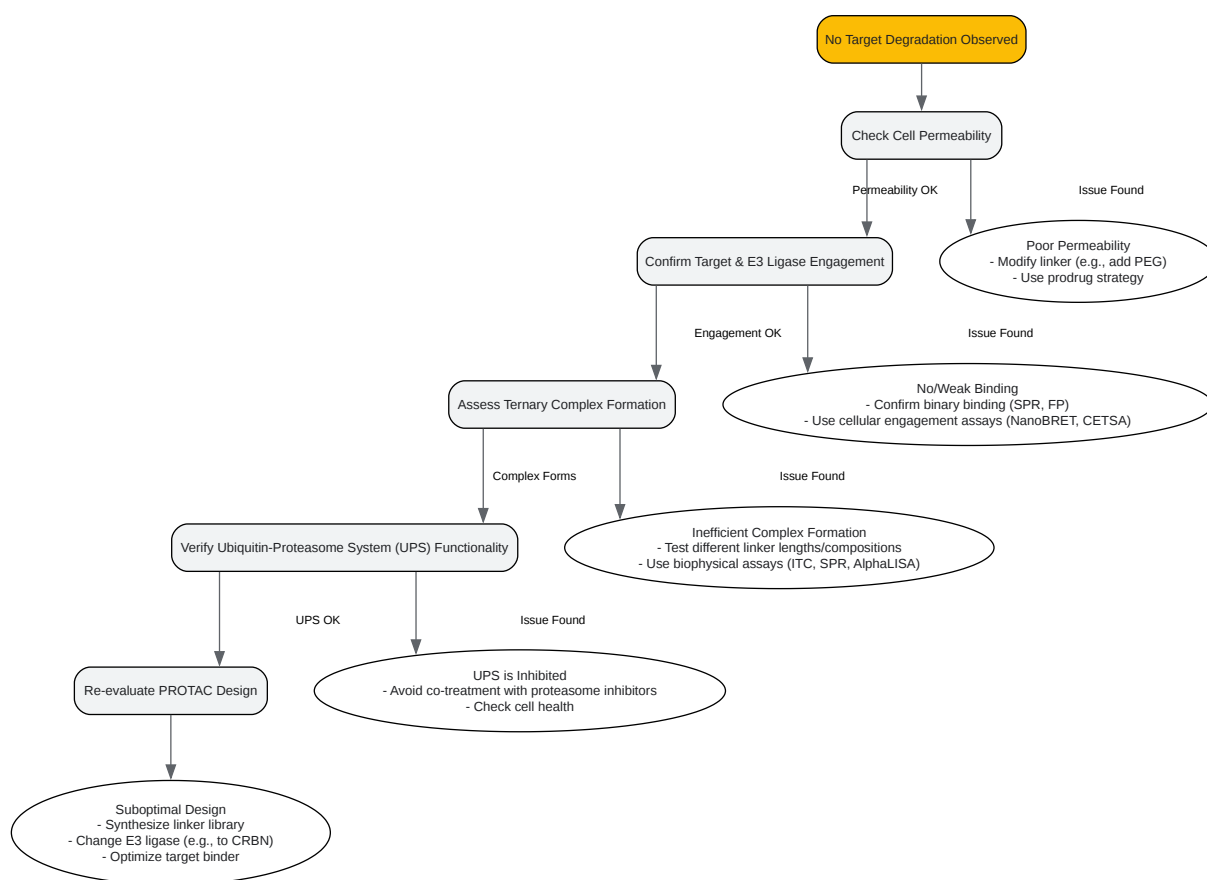 No Target Degradation Observed
Check Cell Permeability
Permeability OK
Issue Found
Poor Permeability
- Modify linker (e.g., add PEG)
- Use prodrug strategy
Confirm Target & E3 Ligase Engagement
Engagement OK
Issue Found
No/Weak Binding
- Confirm binary binding (SPR, FP)
- Use cellular engagement assays (NanoBRET, CETSA)
Assess Ternary Complex Formation
Complex Forms
Issue Found
Inefficient Complex Formation
- Test different linker lengths/compositions
- Use biophysical assays (ITC, SPR, AlphaLISA)
Verify Ubiquitin-Proteasome System (UPS) Functionality
UPS OK
Issue Found
UPS is Inhibited
- Avoid co-treatment with proteasome inhibitors
- Check cell health
Re-evaluate PROTAC Design
Suboptimal Design
- Synthesize linker library
- Change E3 ligase (e.g., to CRBN)
- Optimize target binder